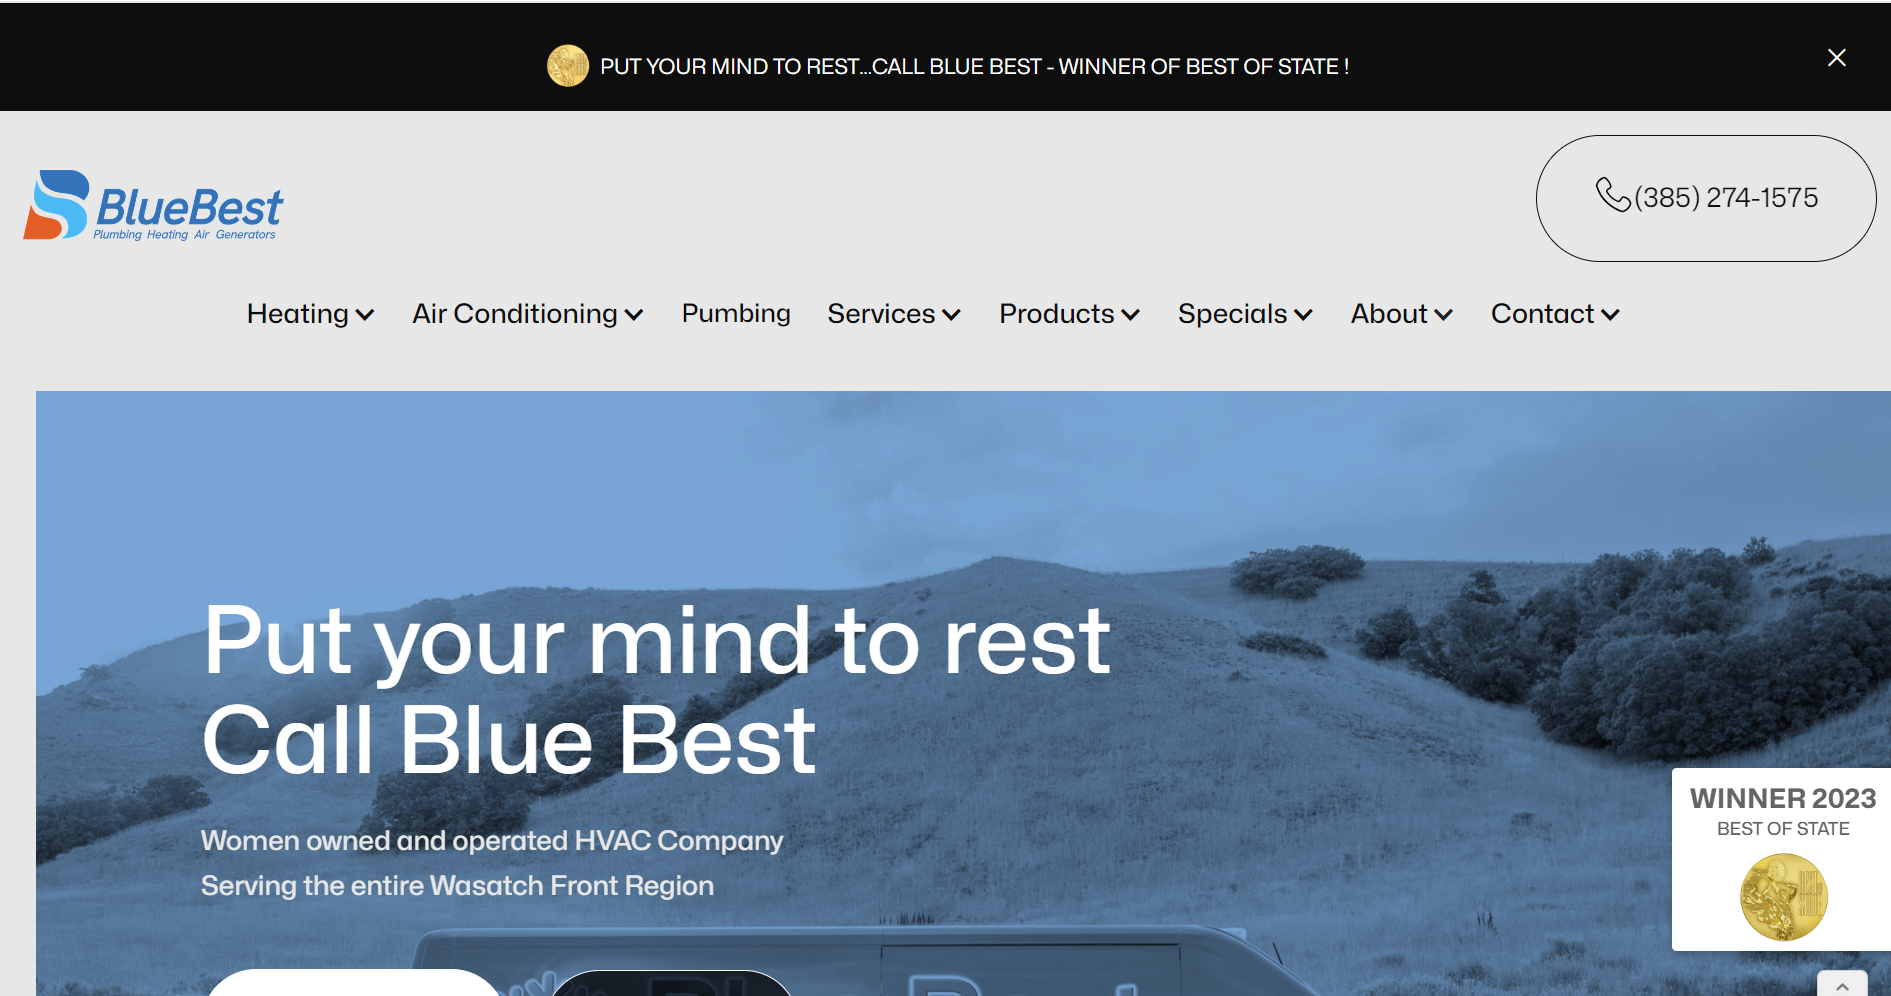 PUT YOUR MIND TO REST...CALL BLUE BEST - WINNER OF BEST OF STATE !
BlueBest
Plumbing Heating Air Generators
(385) 274-1575
Heating Air Conditioning Pumbing Services Products Specials About Contact
Put your mind to rest
Call Blue Best
Women owned and operated HVAC Company
Serving the entire Wasatch Front Region
WINNER 2023
BEST OF STATE